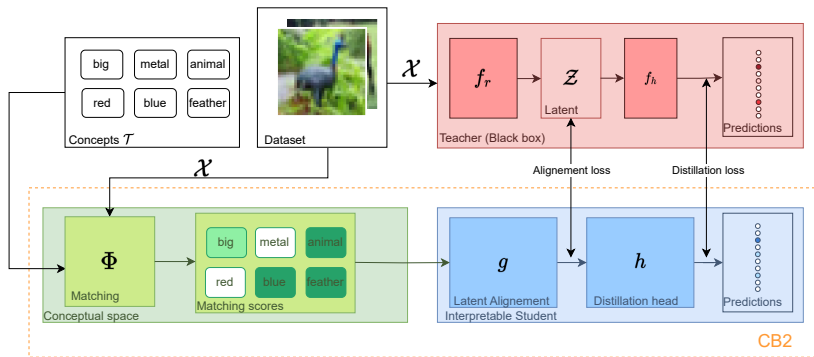 big metal animal
red blue feather
Concepts 𝒯
Dataset
𝒳
f_r
𝒵
Latent
f_h
Predictions
Teacher (Black box)
𝒳
Alignement loss
Distillation loss
Φ
Matching
Conceptual space
big metal animal
red blue feather
Matching scores
g
Latent Alignement
h
Distillation head
Predictions
Interpretable Student
CB2